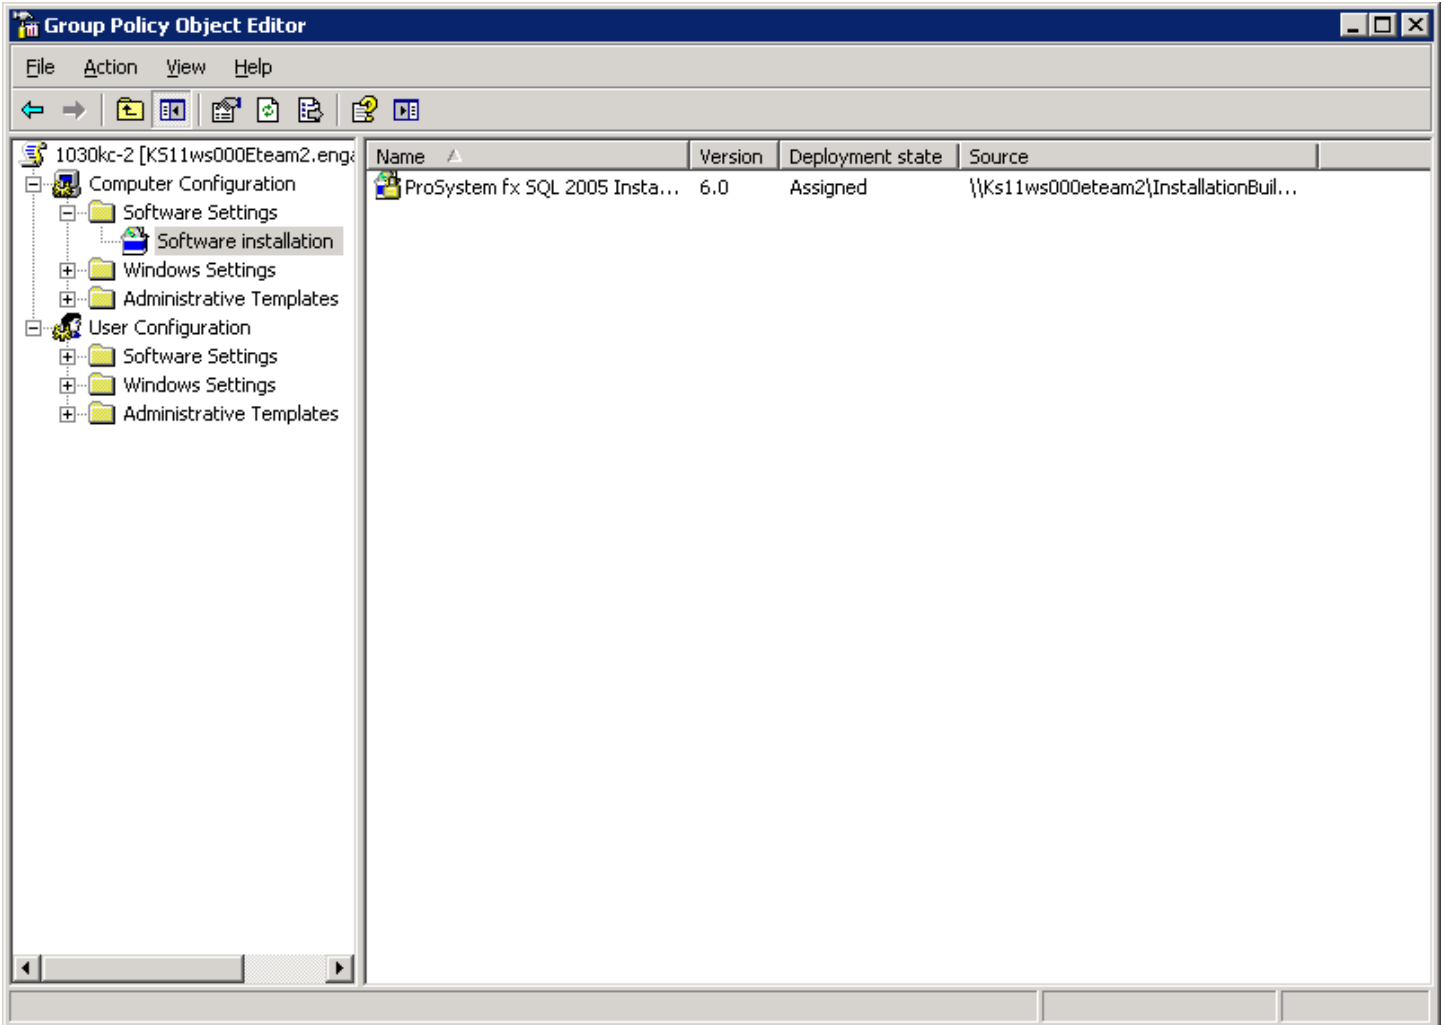 Group Policy Object Editor
File Action View Help
1030kc-2 [KS11ws000Eteam2.enga
Computer Configuration
Software Settings
Software installation
Windows Settings
Administrative Templates
User Configuration
Software Settings
Windows Settings
Administrative Templates
Name Version Deployment state Source
ProSystem fx SQL 2005 Insta... 6.0 Assigned \\Ks11ws000eteam2\InstallationBuil...